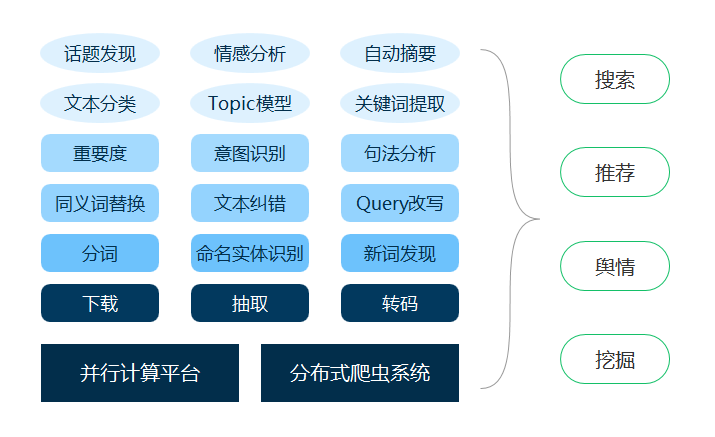 话题发现
情感分析
自动摘要
文本分类
Topic模型
关键词提取
重要度
意图识别
句法分析
同义词替换
文本纠错
Query改写
分词
命名实体识别
新词发现
下载
抽取
转码
并行计算平台
分布式爬虫系统
搜索
推荐
舆情
挖掘